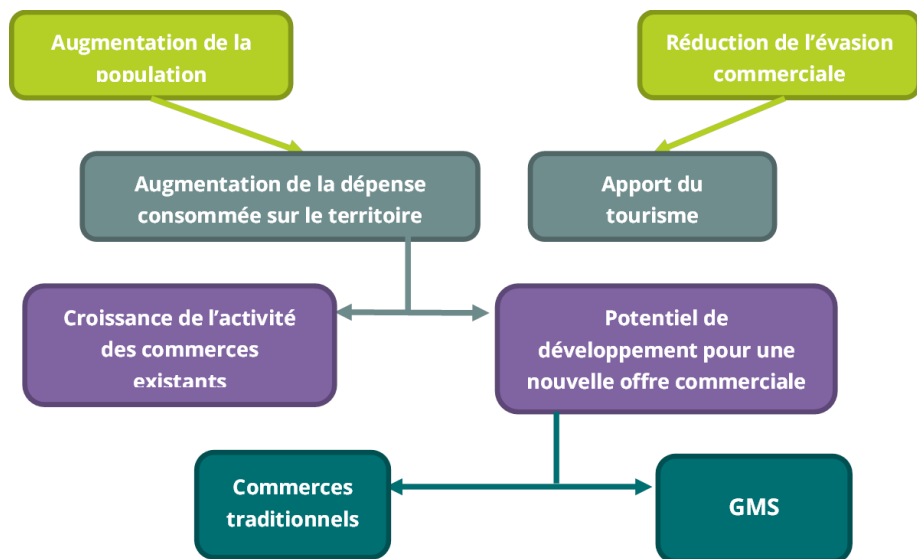 Augmentation de la
population
Réduction de l’évasion
commerciale
Augmentation de la dépense
consommée sur le territoire
Apport du
tourisme
Croissance de l’activité
des commerces
existants
Potentiel de
développement pour une
nouvelle offre commerciale
Commerces
traditionnels
GMS